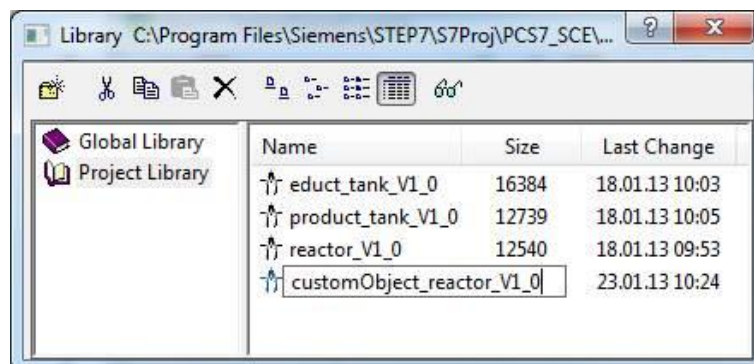 Library C:\Program Files\Siemens\STEP7\S7Proj\PCS7_SCE\...
Global Library
Project Library
Name Size Last Change
educt_tank_V1_0 16384 18.01.13 10:03
product_tank_V1_0 12739 18.01.13 10:05
reactor_V1_0 12540 18.01.13 09:53
customObject_reactor_V1_0 23.01.13 10:24